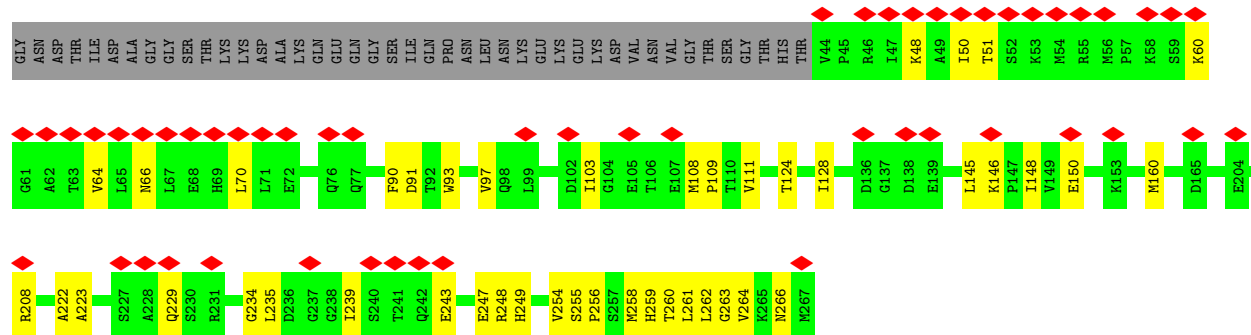 GLY ASN ASP THR ILE ASP ALA GLY GLY SER THR LYS LYS ASP ALA LYS GLN GLU GLN GLY SER ILE GLN PRO ASN LEU ASN LYS GLU LYS GLU LYS ASP VAL ASN VAL GLY THR SER GLY THR HIS THR V44 P45 R46 I47 K48 A49 I50 T51 S52 K53 M54 R55 M56 P57 K58 S59 K60
G61 A62 T63 V64 L65 N66 L67 E68 H69 L70 L71 E72 Q76 Q77 F90 D91 T92 W93 V97 Q98 L99 D102 I103 G104 E105 T106 E107 M108 P109 T110 V111 T124 I128 D136 G137 D138 E139 L145 K146 P147 I148 V149 E150 K153 M160 D165 E204
R208 A222 A223 S227 A228 Q229 S230 R231 G234 L235 D236 G237 G238 I239 S240 T241 Q242 E243 E247 R248 H249 V254 S255 P256 S257 M258 H259 T260 L261 L262 G263 V264 K265 N266 M267